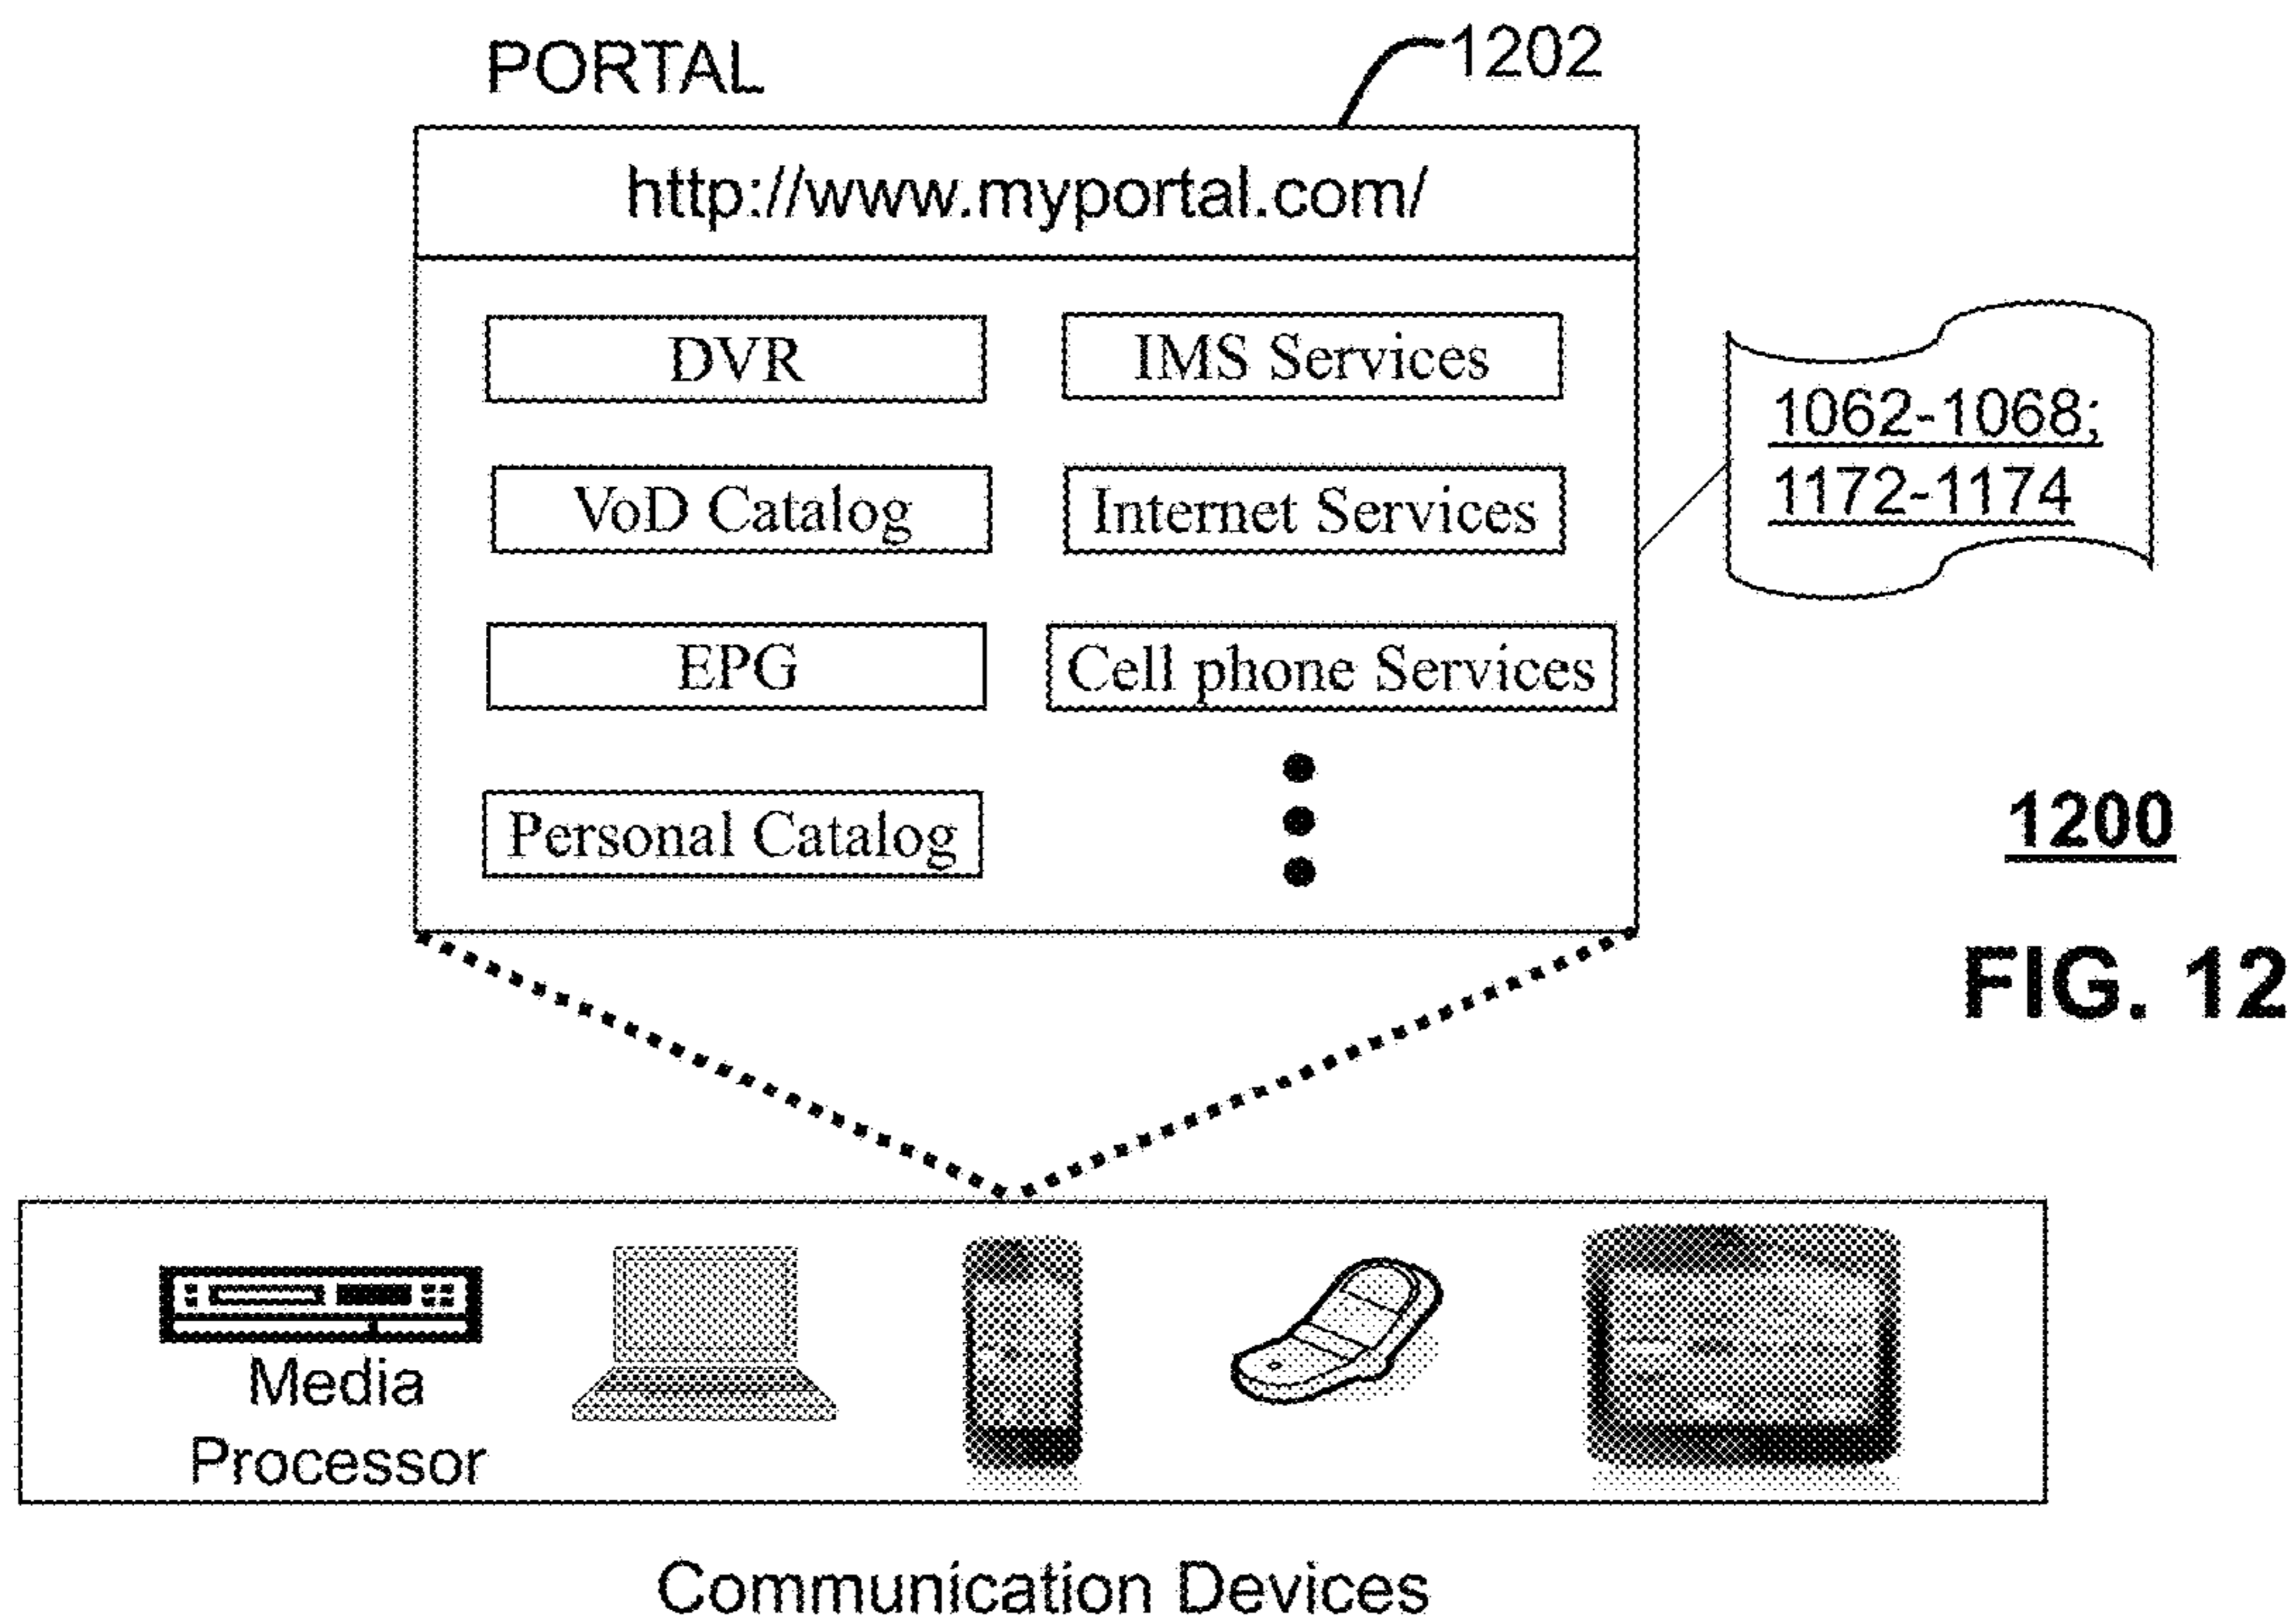 PORTAL
1202
http://www.myportal.com/
DVR
IMS Services
VoD Catalog
Internet Services
EPG
Cell phone Services
Personal Catalog
1062-1068;
1172-1174
1200
FIG. 12
Media
Processor
Communication Devices